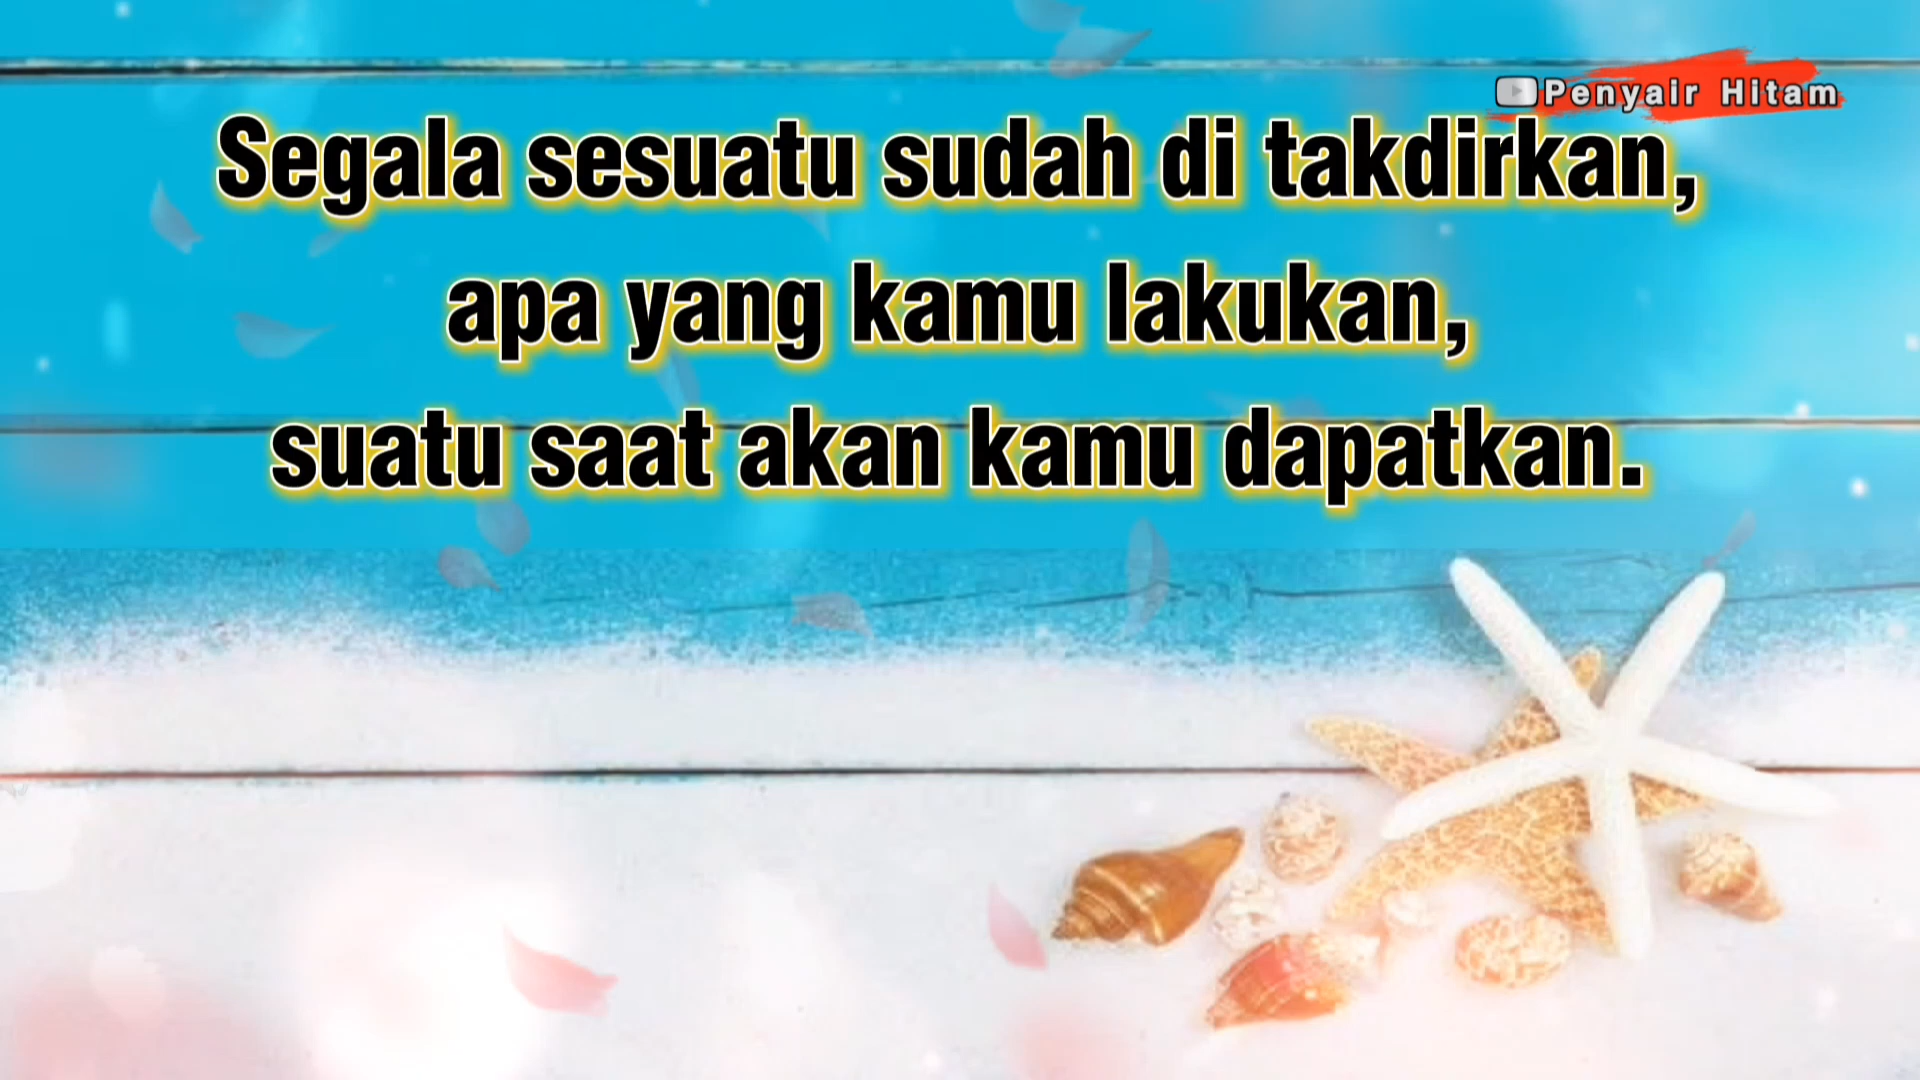 Penyair Hitam
Segala sesuatu sudah di takdirkan,
apa yang kamu lakukan,
suatu saat akan kamu dapatkan.